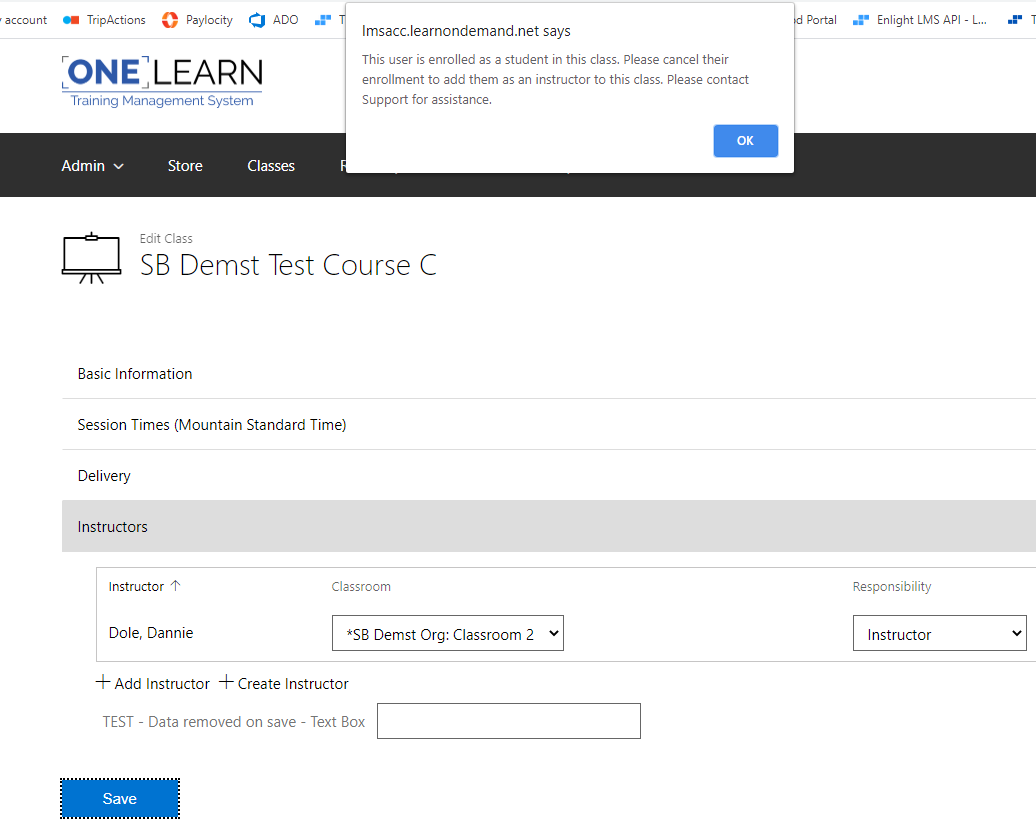 account TripActions Paylocity ADO Portal Enlight LMS API - L...
lmsacc.learnondemand.net says
This user is enrolled as a student in this class. Please cancel their
enrollment to add them as an instructor to this class. Please contact
Support for assistance.
OK
ONE LEARN
Training Management System
Admin Store Classes
Edit Class
SB Demst Test Course C
Basic Information
Session Times (Mountain Standard Time)
Delivery
Instructors
Instructor ↑ Classroom Responsibility
Dole, Dannie *SB Demst Org: Classroom 2 Instructor
+ Add Instructor + Create Instructor
TEST - Data removed on save - Text Box
Save